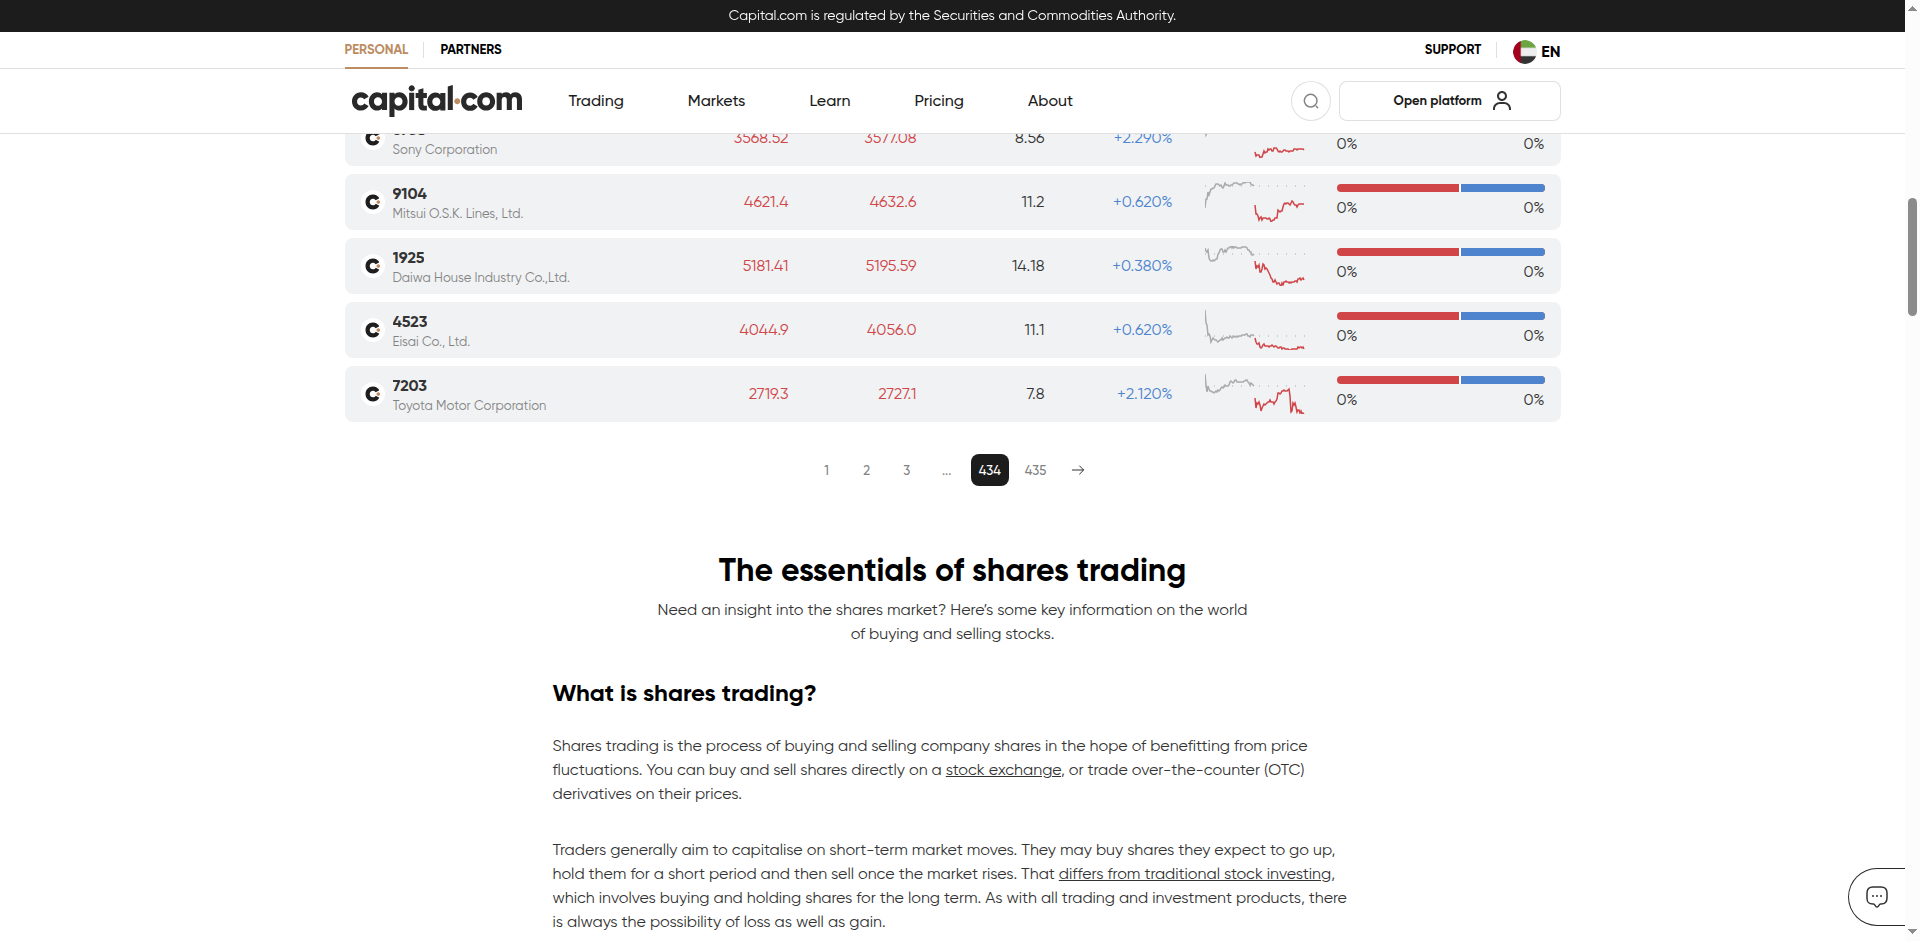 Capital.com is regulated by the Securities and Commodities Authority.
PERSONAL PARTNERS SUPPORT EN
capital.com Trading Markets Learn Pricing About Open platform
3568.52 3577.08 8.56 +2.290%
Sony Corporation 0% 0%
9104
Mitsui O.S.K. Lines, Ltd. 4621.4 4632.6 11.2 +0.620% 0% 0%
1925
Daiwa House Industry Co.,Ltd. 5181.41 5195.59 14.18 +0.380% 0% 0%
4523
Eisai Co., Ltd. 4044.9 4056.0 11.1 +0.620% 0% 0%
7203
Toyota Motor Corporation 2719.3 2727.1 7.8 +2.120% 0% 0%
1 2 3 ... 434 435
The essentials of shares trading
Need an insight into the shares market? Here’s some key information on the world
of buying and selling stocks.
What is shares trading?
Shares trading is the process of buying and selling company shares in the hope of benefitting from price
fluctuations. You can buy and sell shares directly on a stock exchange, or trade over-the-counter (OTC)
derivatives on their prices.
Traders generally aim to capitalise on short-term market moves. They may buy shares they expect to go up,
hold them for a short period and then sell once the market rises. That differs from traditional stock investing,
which involves buying and holding shares for the long term. As with all trading and investment products, there
is always the possibility of loss as well as gain.